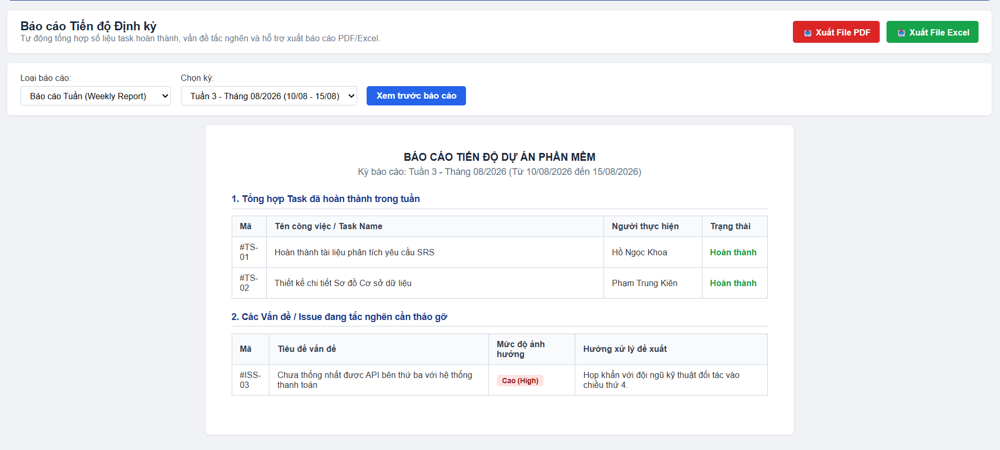 Báo cáo Tiến độ Định kỳ
Tự động tổng hợp số liệu task hoàn thành, vấn đề tắc nghẽn và hỗ trợ xuất báo cáo PDF/Excel.
Xuất File PDF
Xuất File Excel
Loại báo cáo:
Chọn kỳ:
Báo cáo Tuần (Weekly Report)
Tuần 3 - Tháng 08/2026 (10/08 - 15/08)
Xem trước báo cáo
BÁO CÁO TIẾN ĐỘ DỰ ÁN PHẦN MỀM
Kỳ báo cáo: Tuần 3 - Tháng 08/2026 (Từ 10/08/2026 đến 15/08/2026)
1. Tổng hợp Task đã hoàn thành trong tuần
Mã
Tên công việc / Task Name
Người thực hiện
Trạng thái
#TS-
01
Hoàn thành tài liệu phân tích yêu cầu SRS
Hồ Ngọc Khoa
Hoàn thành
#TS-
02
Thiết kế chi tiết Sơ đồ Cơ sở dữ liệu
Phạm Trung Kiên
Hoàn thành
2. Các Vấn đề / Issue đang tắc nghẽn cần tháo gỡ
Mã
Tiêu đề vấn đề
Mức độ ảnh
hưởng
Hướng xử lý đề xuất
#ISS-
03
Chưa thống nhất được API bên thứ ba với hệ thống
thanh toán
Cao (High)
Họp khẩn với đội ngũ kỹ thuật đối tác vào
chiều thứ 4.